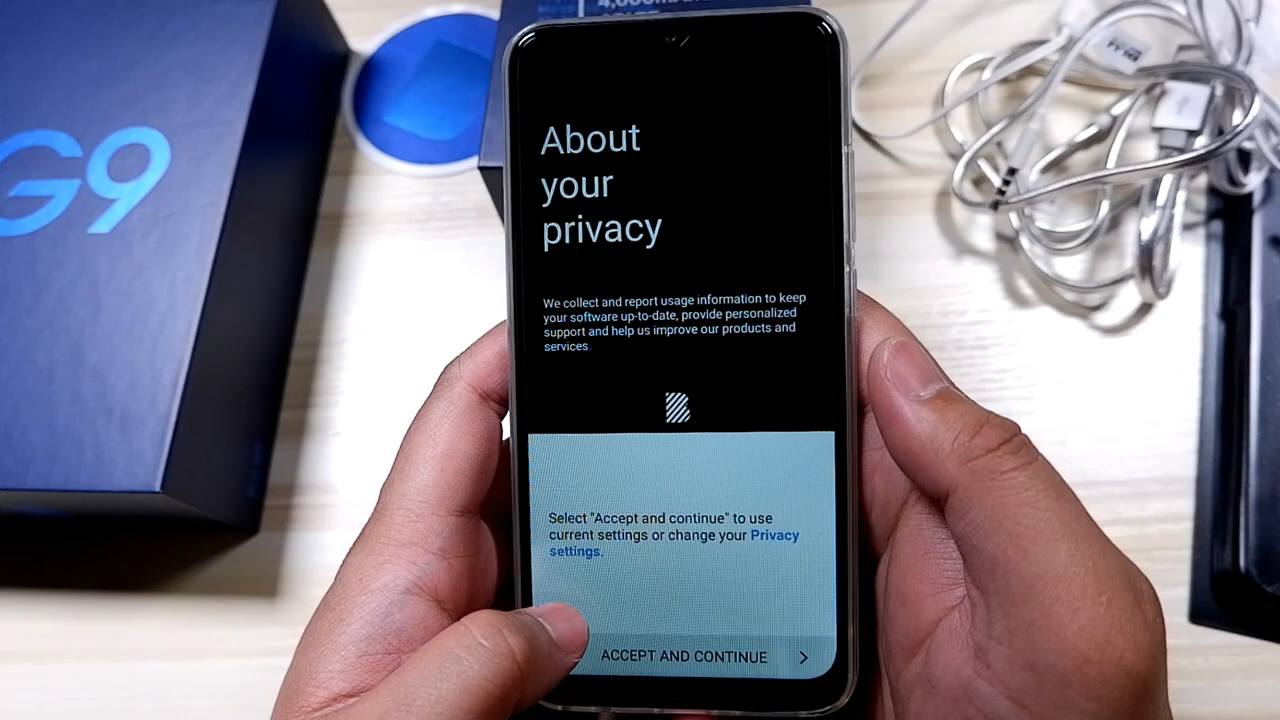 G9
About
your
privacy
We collect and report usage information to keep
your software up-to-date, provide personalized
support and help us improve our products and
services.
Select "Accept and continue" to use
current settings or change your Privacy
settings.
ACCEPT AND CONTINUE